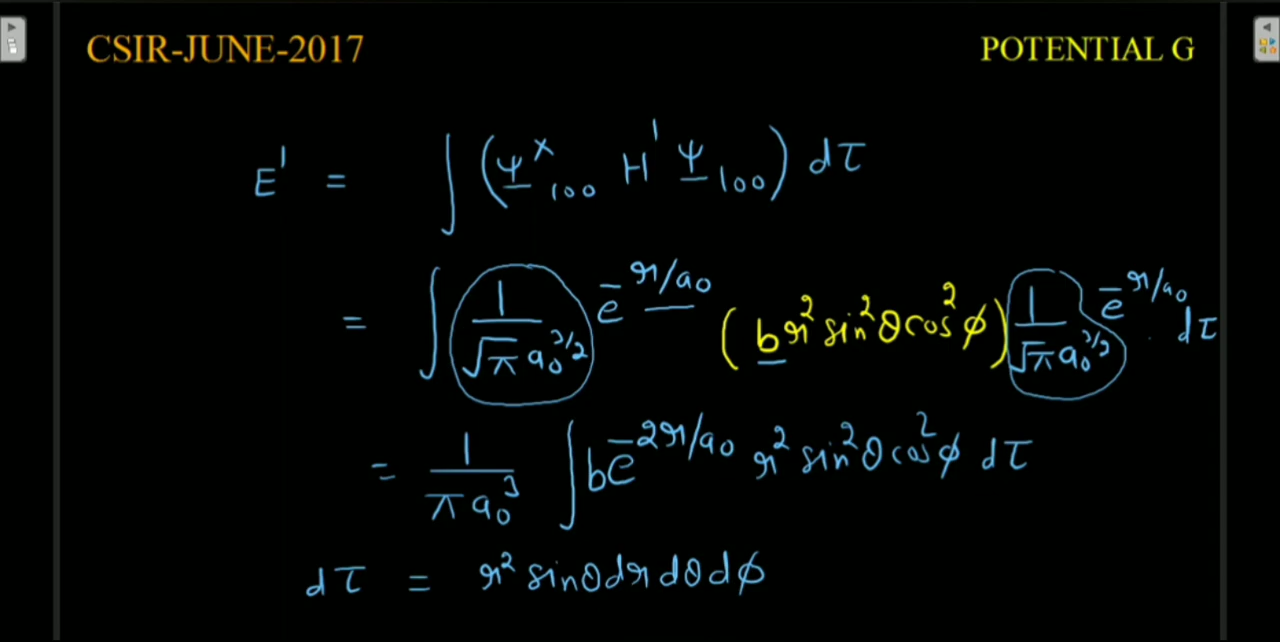 CSIR-JUNE-2017 POTENTIAL G
E' = ∫ (Ψ*₁₀₀ H' Ψ₁₀₀) dτ
= ∫ 1/(√π a₀^(3/2)) e^(-r/a₀) (b r² sin²θ cos²φ) 1/(√π a₀^(3/2)) e^(-r/a₀) · dτ
= 1/(π a₀³) ∫ b e^(-2r/a₀) r² sin²θ cos²φ dτ
dτ = r² sinθ dr dθ dφ